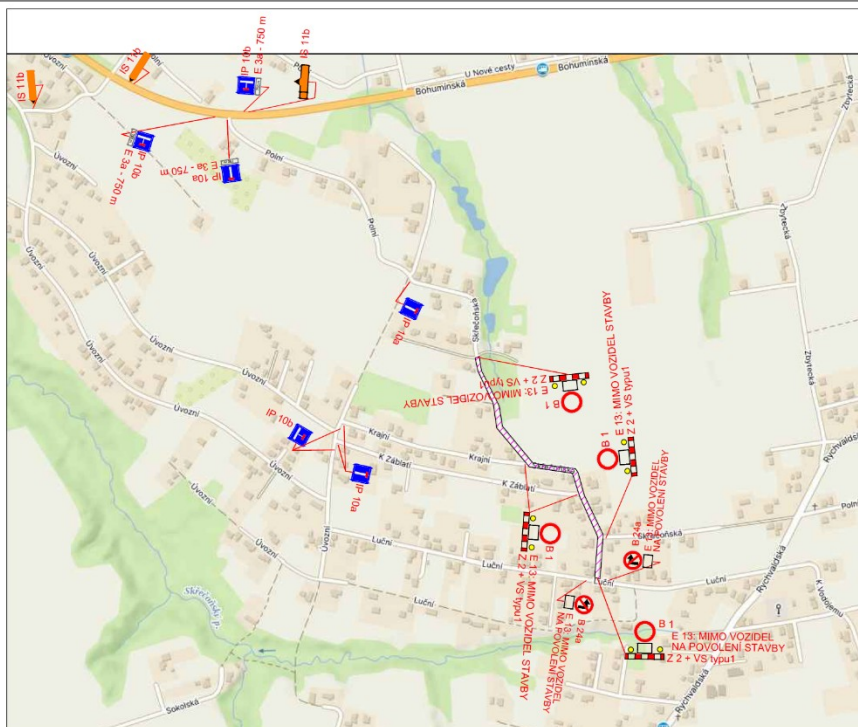 IS 11b
IS 11b
IP 10b
E 3a - 750 m
IS 11b
U Nové cesty
Bohumínská
Bohumínská
Zbytecká
IP 10b
E 3a - 750 m
IP 10a
E 3a - 750 m
Polní
Úvozní
Polní
Zbytecká
Úvozní
Úvozní
Skřečoňská
IP 10a
Úvozní
Z 2 + VS typu1
E 13: MIMO VOZIDEL STAVBY
B 1
E 13: MIMO VOZIDEL STAVBY
Z 2 + VS typu1
B 1
Zbytecká
Úvozní
IP 10b
Krajní
Krajní
K Záblatí
K Záblatí
IP 10a
Rychvaldská
Polní
Úvozní
Luční
B 1
E 13: MIMO VOZIDEL STAVBY
Z 2 + VS typu1
Skřečoňská
B 24a
E 13: MIMO VOZIDEL
NA POVOLENÍ STAVBY
Luční
Luční
Luční
K Vodojemu
Skřečoňský p.
B 24a
E 13: MIMO VOZIDEL
NA POVOLENÍ STAVBY
B 1
E 13: MIMO VOZIDEL
NA POVOLENÍ STAVBY
Z 2 + VS typu1
Rychvaldská
Sokolská